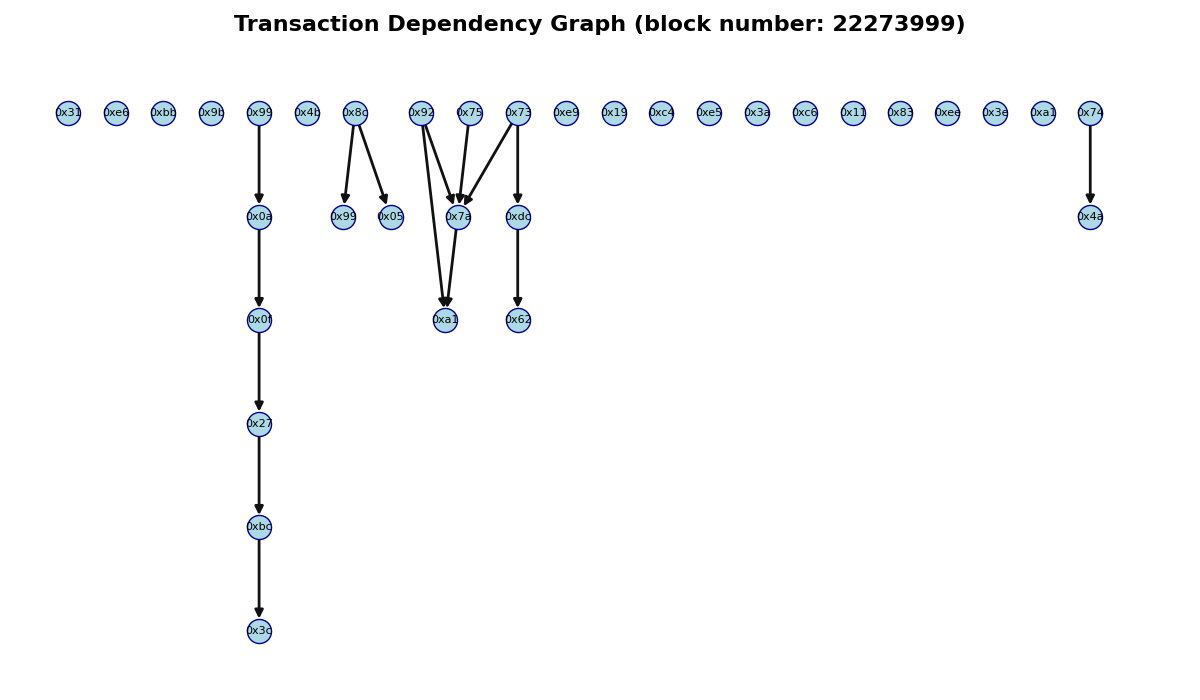 Transaction Dependency Graph (block number: 22273999)
0x31 0xe6 0xbb 0x9b 0x99 0x4b 0x8c 0x92 0x75 0x73 0xe9 0x19 0xc4 0xe5 0x3a 0xc6 0x11 0x83 0xee 0x3e 0xa1 0x74
0x0a 0x99 0x05 0x7a 0xdc 0x4a
0x0f 0xa1 0x62
0x27
0xbc
0x3c